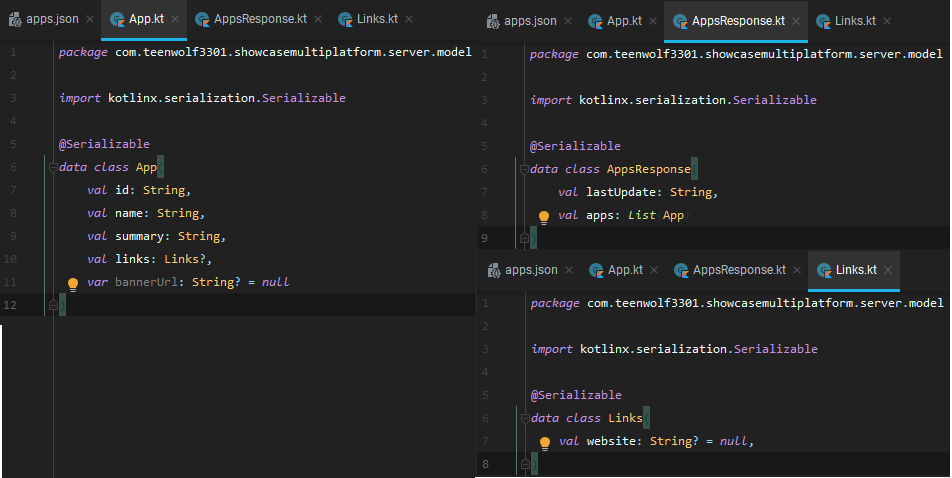 apps.json App.kt AppsResponse.kt Links.kt
1 package com.teenwolf3301.showcasemultiplatform.server.model
2
3 import kotlinx.serialization.Serializable
4
5 @Serializable
6 data class App(
7 val id: String,
8 val name: String,
9 val summary: String,
10 val links: Links?,
11 var bannerUrl: String? = null
12 )
apps.json App.kt AppsResponse.kt Links.kt
1 package com.teenwolf3301.showcasemultiplatform.server.model
2
3 import kotlinx.serialization.Serializable
4
5 @Serializable
6 data class AppsResponse(
7 val lastUpdate: String,
8 val apps: List<App>
9 )
apps.json App.kt AppsResponse.kt Links.kt
1 package com.teenwolf3301.showcasemultiplatform.server.model
2
3 import kotlinx.serialization.Serializable
4
5 @Serializable
6 data class Links(
7 val website: String? = null,
8 )